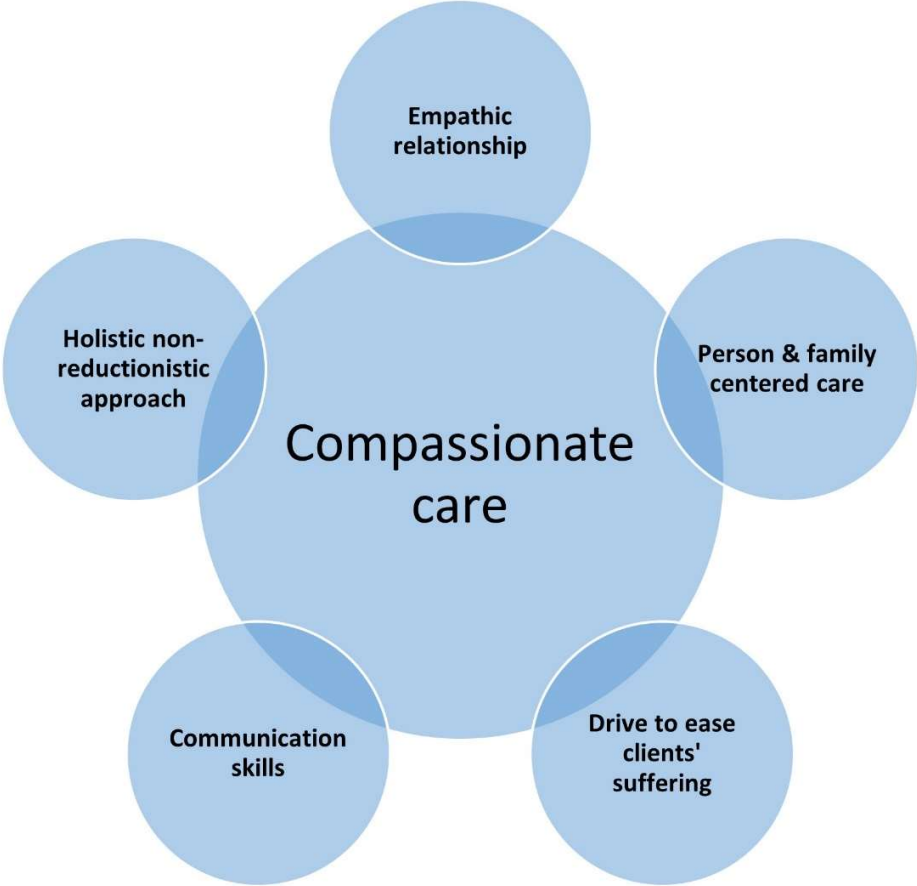 Empathic
relationship
Holistic non-
reductionistic
approach
Person & family
centered care
Compassionate
care
Communication
skills
Drive to ease
clients'
suffering